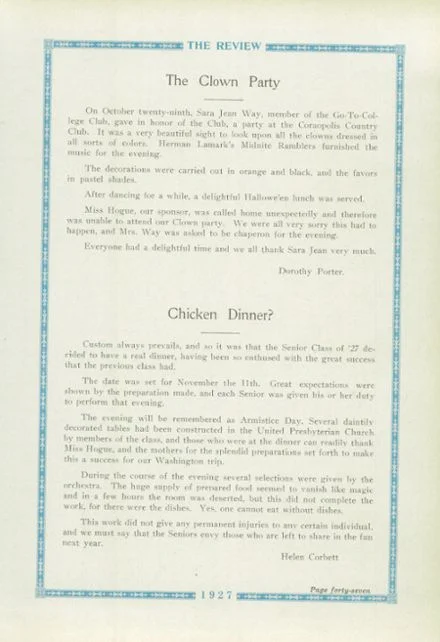 THE REVIEW
The Clown Party
On October twenty-ninth, Sara Jean Way, member of the Go-To-Col-
lege Club, gave in honor of the Club, a party at the Coraopolis Country
Club. It was a very beautiful sight to look upon all the clowns dressed in
all sorts of colors. Herman Lamark's Midnite Ramblers furnished the
music for the evening.
The decorations were carried out in orange and black, and the favors
in pastel shades.
After dancing for a while, a delightful Hallowe'en lunch was served.
Miss Hogue, our sponsor, was called home unexpectedly and therefore
was unable to attend our Clown party. We were all very sorry this had to
happen, and Mrs. Way was asked to be chaperon for the evening.
Everyone had a delightful time and we all thank Sara Jean very much.
Dorothy Porter.
Chicken Dinner?
Custom always prevails, and so it was that the Senior Class of '27 de-
cided to have a real dinner, having been so enthused with the great success
that the previous class had.
The date was set for November the 11th. Great expectations were
shown by the preparation made, and each Senior was given his or her duty
to perform that evening.
The evening will be remembered as Armistice Day. Several daintily
decorated tables had been constructed in the United Presbyterian Church
by members of the class, and those who were at the dinner can readily thank
Miss Hogue, and the mothers for the splendid preparations set forth to make
this a success for our Washington trip.
During the course of the evening several selections were given by the
orchestra. The huge supply of prepared food seemed to vanish like magic
and in a few hours the room was deserted, but this did not complete the
work, for there were the dishes. Yes, one cannot eat without dishes.
This work did not give any permanent injuries to any certain individual,
and we must say that the Seniors envy those who are left to share in the fun
next year.
Helen Corbett
Page forty-seven
1927